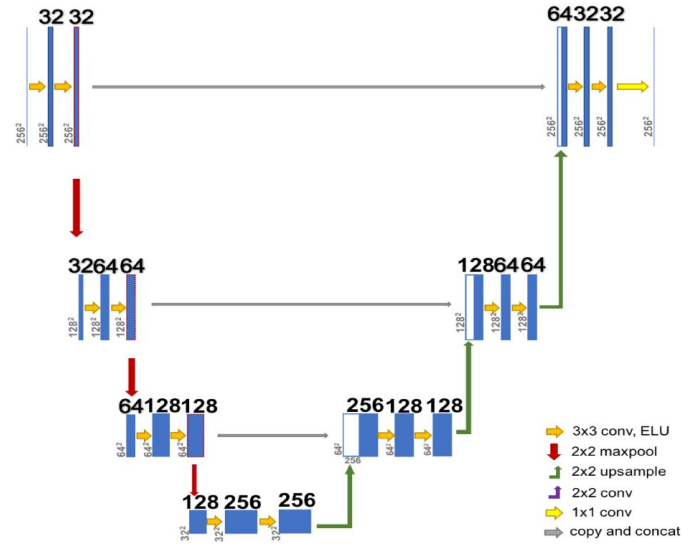 32 32
256² 256² 256²
64 32 32
256² 256² 256² 256²
32 64 64
128² 128² 128²
128 64 64
128² 128² 128²
64 128 128
64² 64² 64²
256 128 128
64² 64² 64²
256
128 256 256
32² 32² 32²
3x3 conv, ELU
2x2 maxpool
2x2 upsample
2x2 conv
1x1 conv
copy and concat